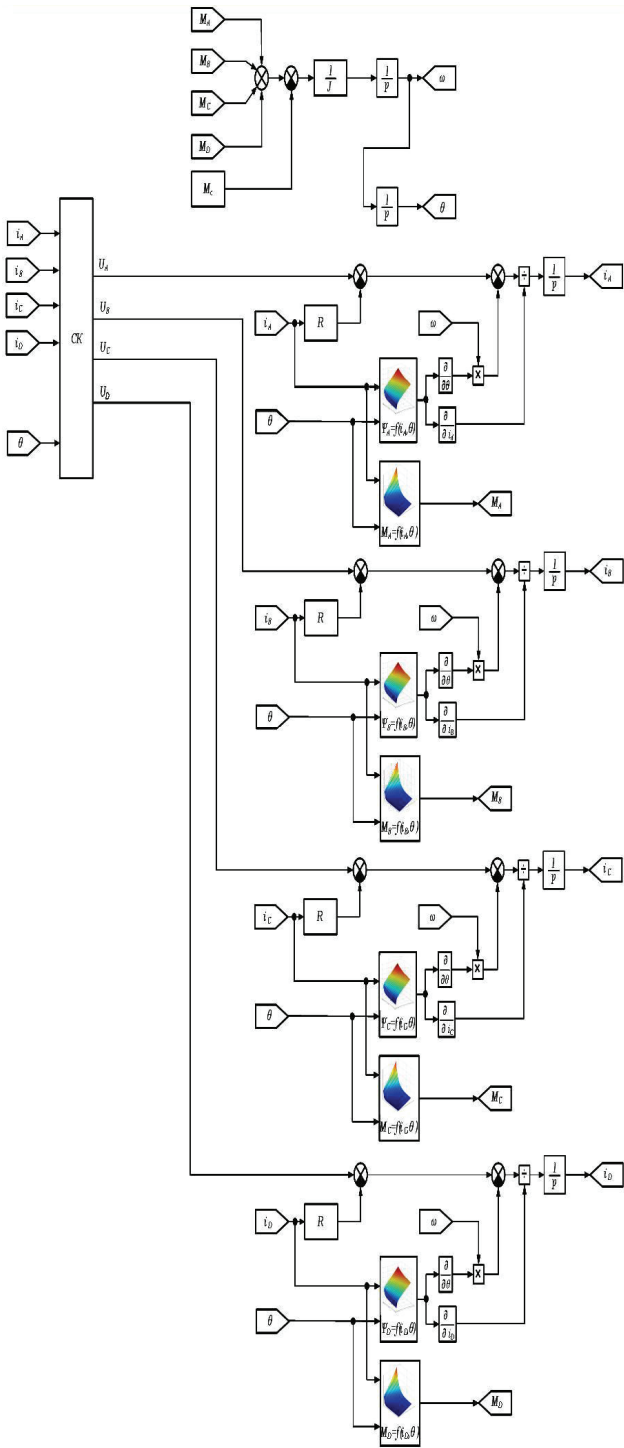 M_A
M_B
M_C
M_D
M_c
1/J
1/p
ω
1/p
θ
i_A
i_B
i_C
i_D
θ
CK
U_A
U_B
U_C
U_D
1/p
i_A
i_A
R
ω
θ
Ψ_A=f(i_A,θ)
∂/∂θ
×
∂/∂i_A
÷
M_A=f(i_A,θ)
M_A
1/p
i_B
i_B
R
ω
θ
Ψ_B=f(i_B,θ)
∂/∂θ
×
∂/∂i_B
÷
M_B=f(i_B,θ)
M_B
1/p
i_C
i_C
R
ω
θ
Ψ_C=f(i_C,θ)
∂/∂θ
×
∂/∂i_C
÷
M_C=f(i_C,θ)
M_C
1/p
i_D
i_D
R
ω
θ
Ψ_D=f(i_D,θ)
∂/∂θ
×
∂/∂i_D
÷
M_D=f(i_D,θ)
M_D